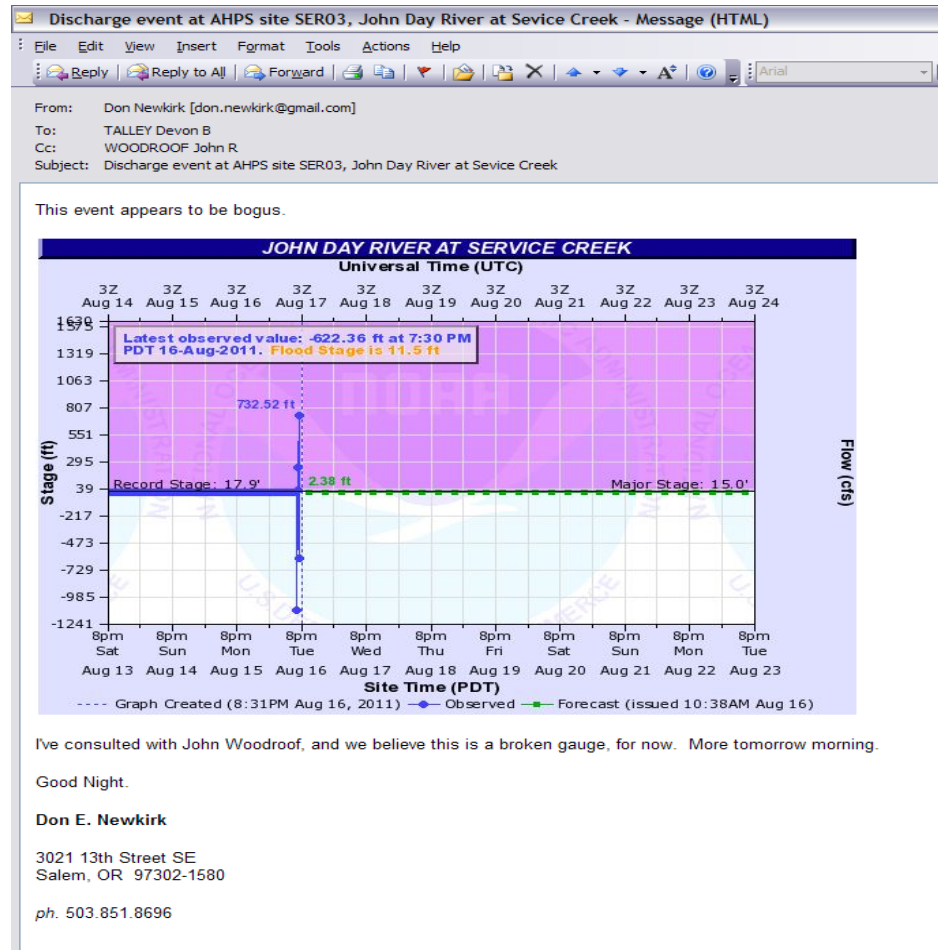 Discharge event at AHPS site SER03, John Day River at Sevice Creek - Message (HTML)
File Edit View Insert Format Tools Actions Help
Reply Reply to All Forward Arial
From: Don Newkirk [don.newkirk@gmail.com]
To: TALLEY Devon B
Cc: WOODROOF John R
Subject: Discharge event at AHPS site SER03, John Day River at Sevice Creek
This event appears to be bogus.
JOHN DAY RIVER AT SERVICE CREEK
Universal Time (UTC)
3Z 3Z 3Z 3Z 3Z 3Z 3Z 3Z 3Z 3Z 3Z
Aug 14 Aug 15 Aug 16 Aug 17 Aug 18 Aug 19 Aug 20 Aug 21 Aug 22 Aug 23 Aug 24
1630
1575
Latest observed value: -622.36 ft at 7:30 PM
PDT 16-Aug-2011. Flood Stage is 11.5 ft
1319
1063
NOAA
807
732.52 ft
551
295
Stage (ft)
Flow (cfs)
39
Record Stage: 17.9'
2.38 ft
Major Stage: 15.0'
-217
-473
-729
-985
-1241
8pm 8pm 8pm 8pm 8pm 8pm 8pm 8pm 8pm 8pm 8pm
Sat Sun Mon Tue Wed Thu Fri Sat Sun Mon Tue
Aug 13 Aug 14 Aug 15 Aug 16 Aug 17 Aug 18 Aug 19 Aug 20 Aug 21 Aug 22 Aug 23
Site Time (PDT)
---- Graph Created (8:31PM Aug 16, 2011) Observed Forecast (issued 10:38AM Aug 16)
I've consulted with John Woodroof, and we believe this is a broken gauge, for now. More tomorrow morning.
Good Night.
Don E. Newkirk
3021 13th Street SE
Salem, OR 97302-1580
ph. 503.851.8696